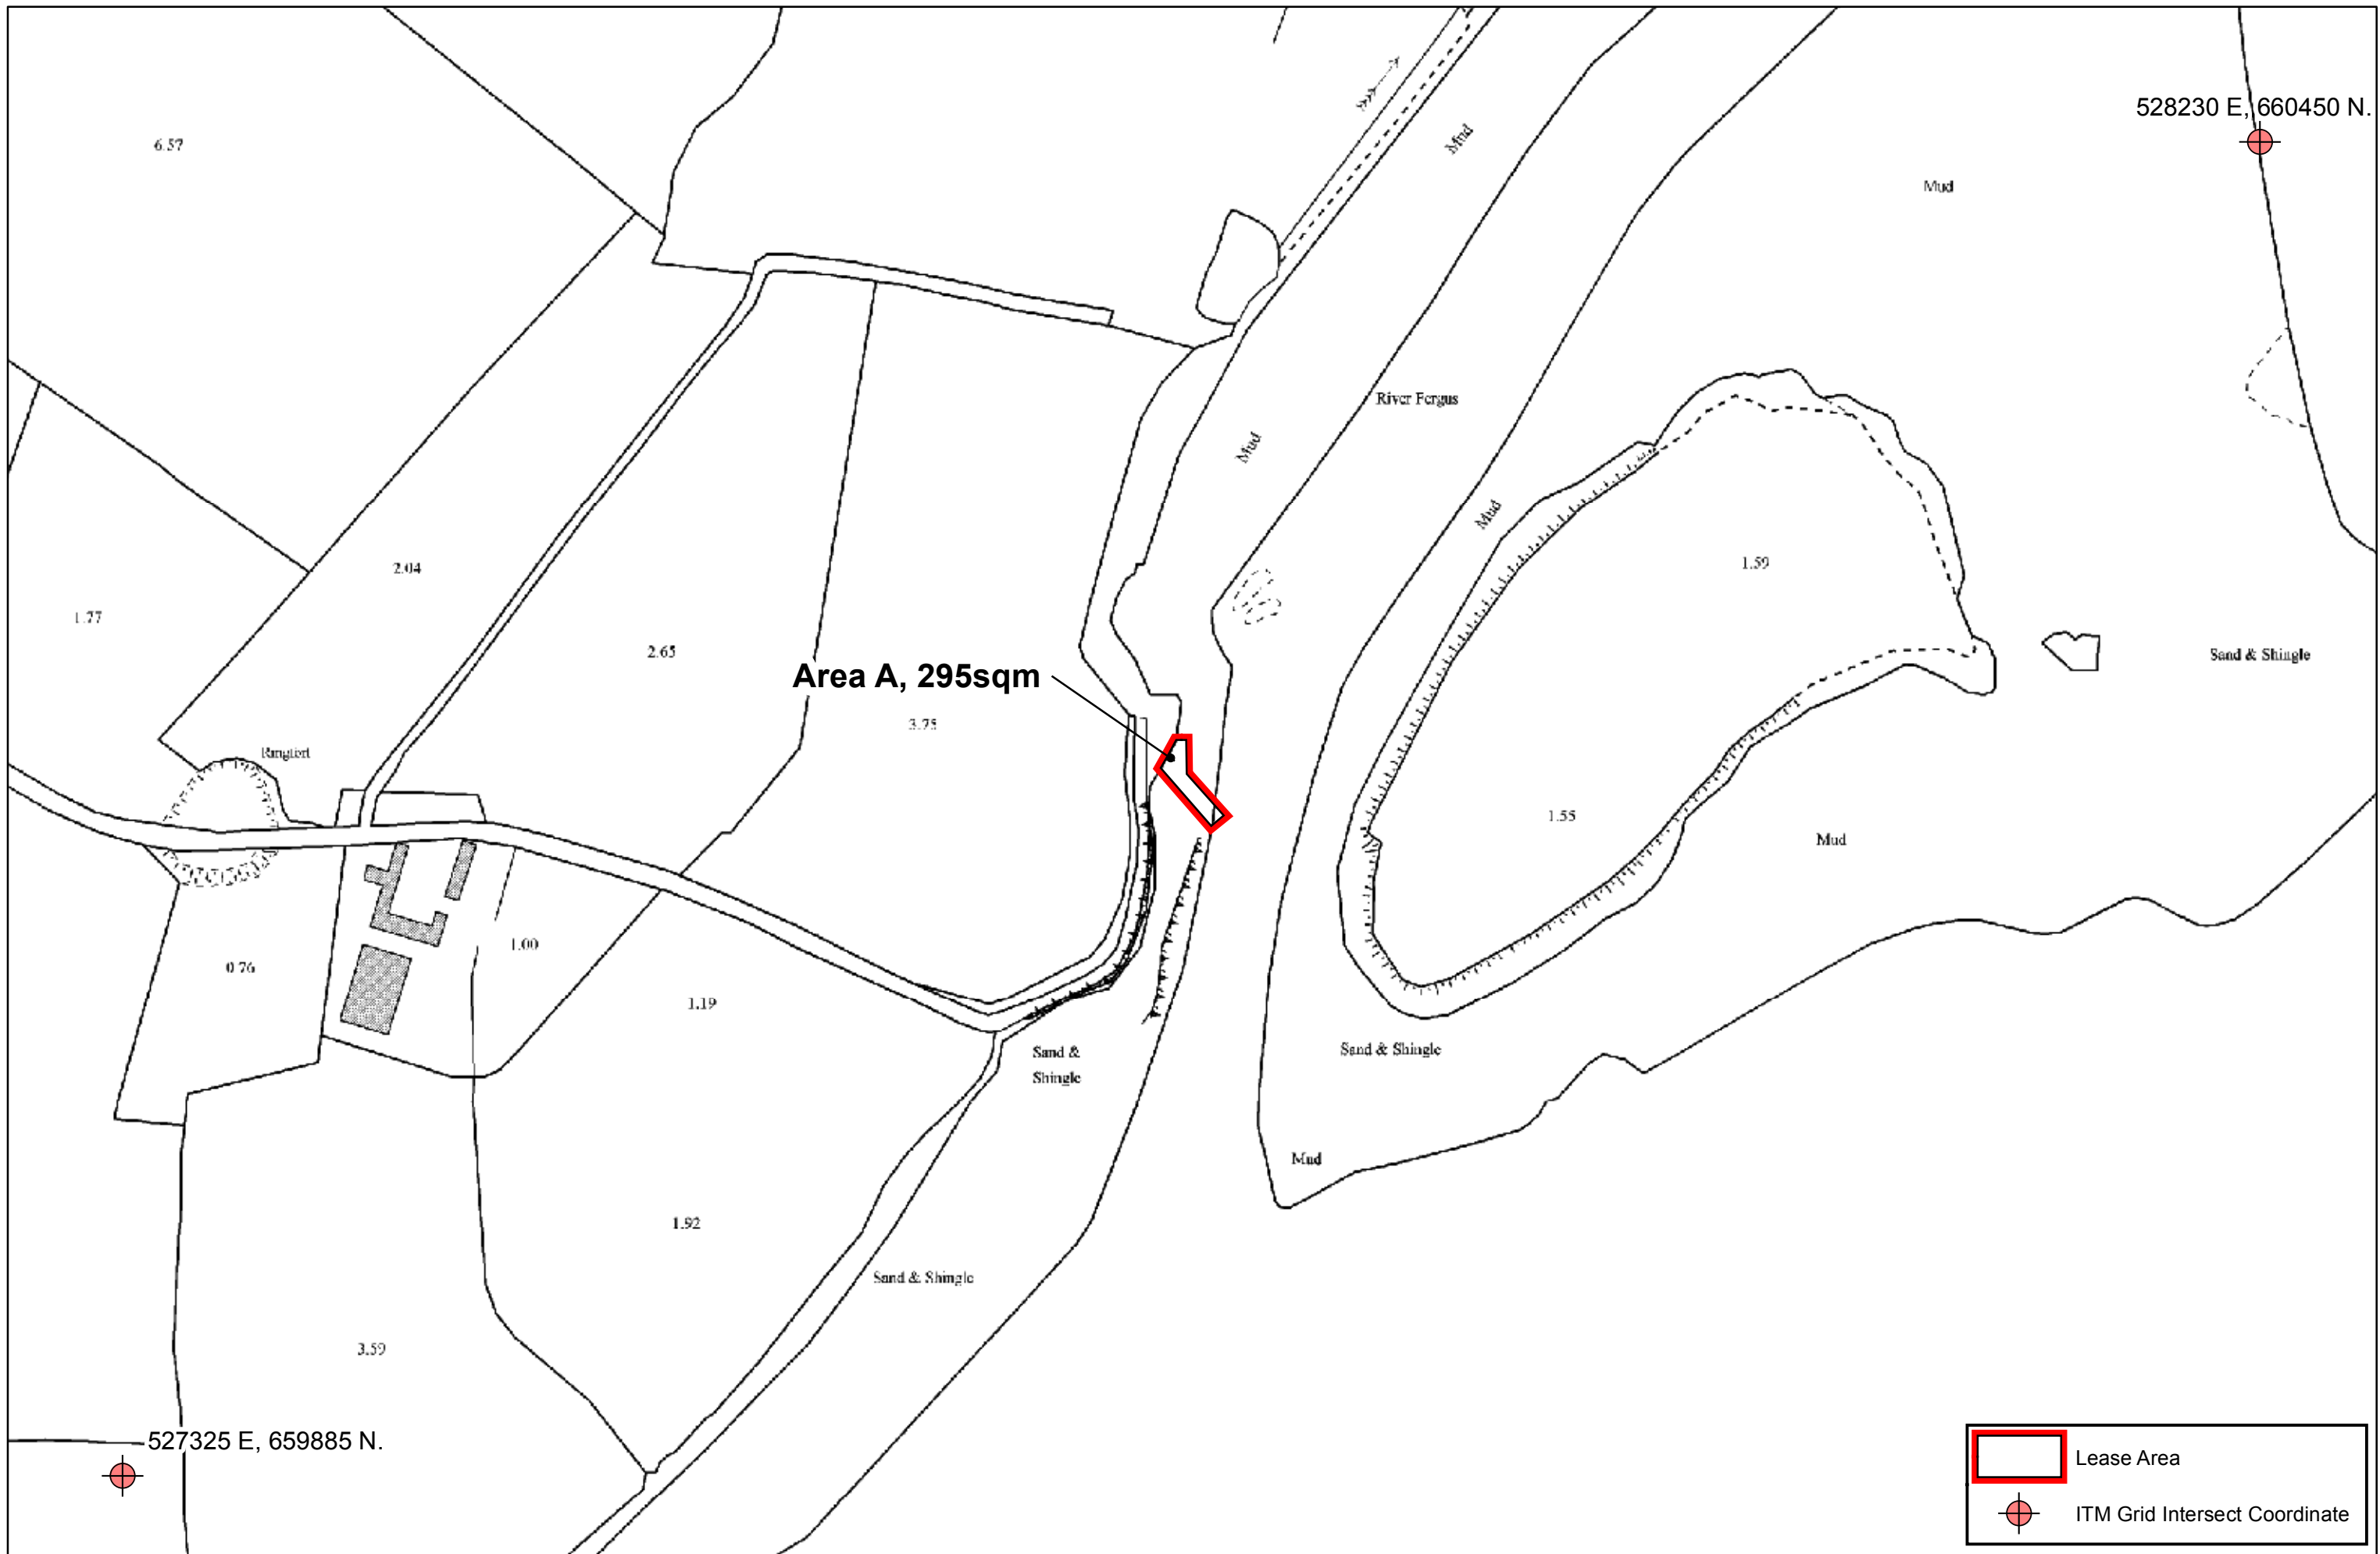 528230 E, 660450 N.
Mud
6.57
Mud
River Fergus
Mud
Mud
2.04
1.59
1.77
2.65
Sand & Shingle
Area A, 295sqm
3.75
Ringfort
1.55
Mud
1.00
0.76
1.19
Sand &
Shingle
Sand & Shingle
Mud
1.92
Sand & Shingle
3.59
527325 E, 659885 N.
Lease Area
ITM Grid Intersect Coordinate